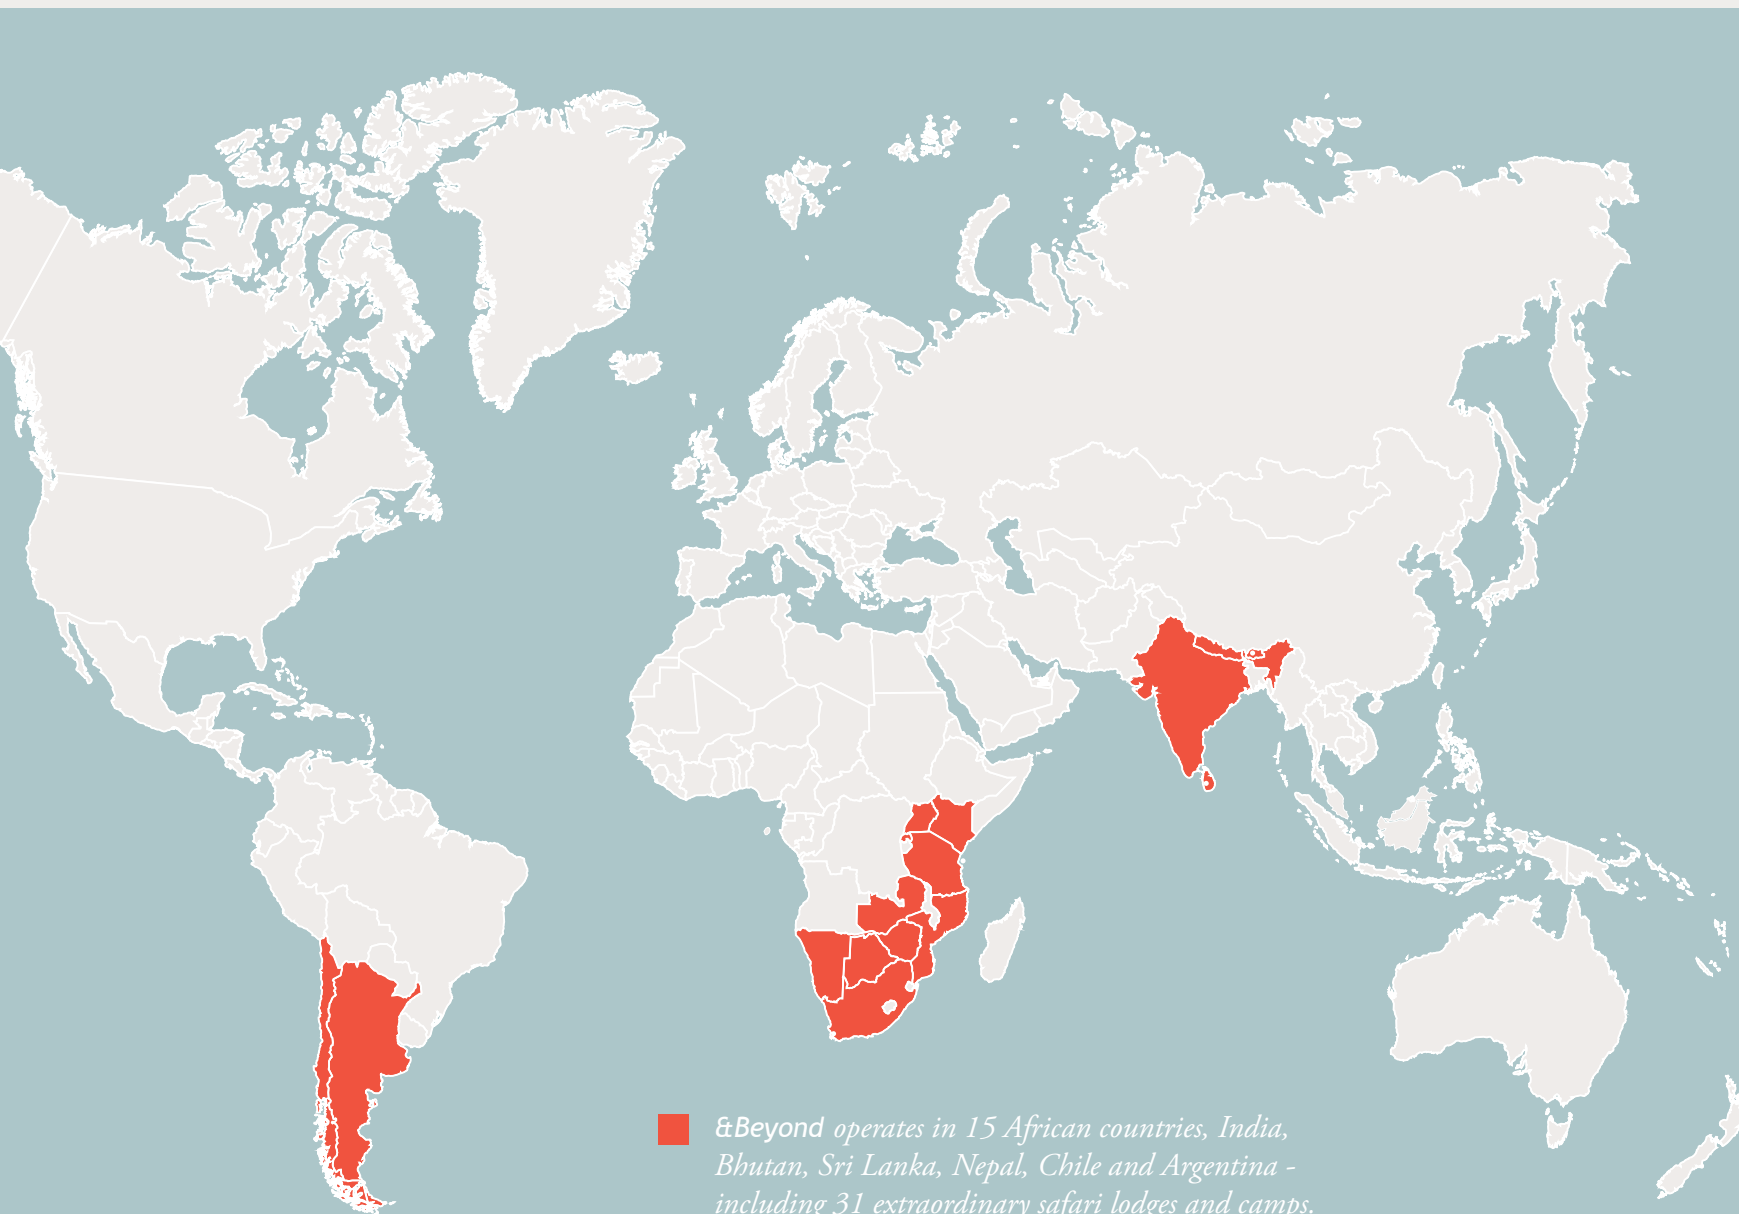 &Beyond operates in 15 African countries, India,
Bhutan, Sri Lanka, Nepal, Chile and Argentina -
including 31 extraordinary safari lodges and camps.